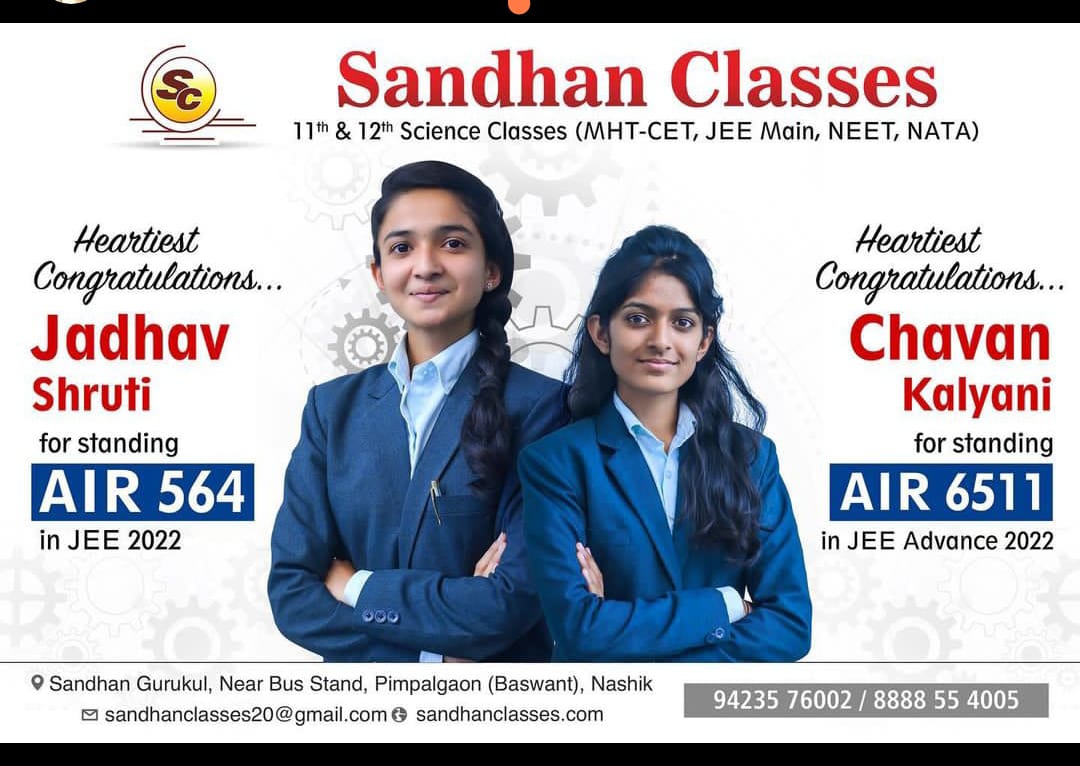 SC
Sandhan Classes
11th & 12th Science Classes (MHT-CET, JEE Main, NEET, NATA)
Heartiest
Congratulations...
Jadhav
Shruti
for standing
AIR 564
in JEE 2022
Heartiest
Congratulations...
Chavan
Kalyani
for standing
AIR 6511
in JEE Advance 2022
Sandhan Gurukul, Near Bus Stand, Pimpalgaon (Baswant), Nashik
sandhanclasses20@gmail.com sandhanclasses.com
94235 76002 / 8888 55 4005